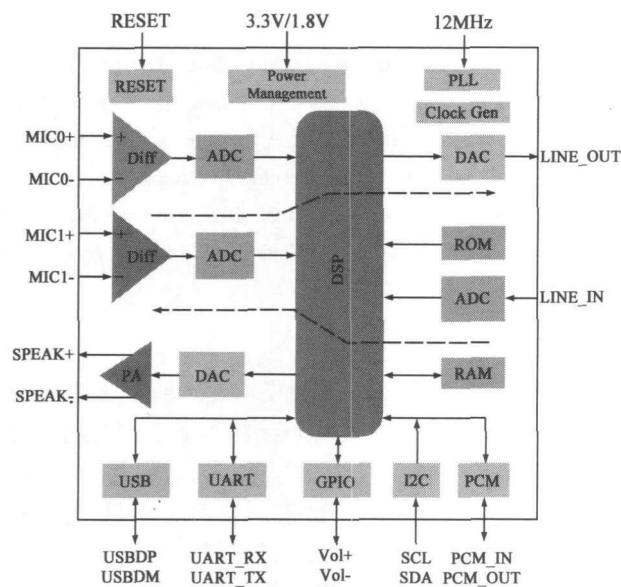 RESET
3.3V/1.8V
12MHz
RESET
Power
Management
PLL
Clock Gen
MIC0+
MIC0-
+
−
Diff
ADC
DAC
LINE_OUT
MIC1+
MIC1-
+
−
Diff
ADC
DSP
ROM
ADC
LINE_IN
SPEAK+
SPEAK-
PA
DAC
RAM
USB
UART
GPIO
I2C
PCM
USBDP
USBDM
UART_RX
UART_TX
Vol+
Vol-
SCL
SDA
PCM_IN
PCM_OUT